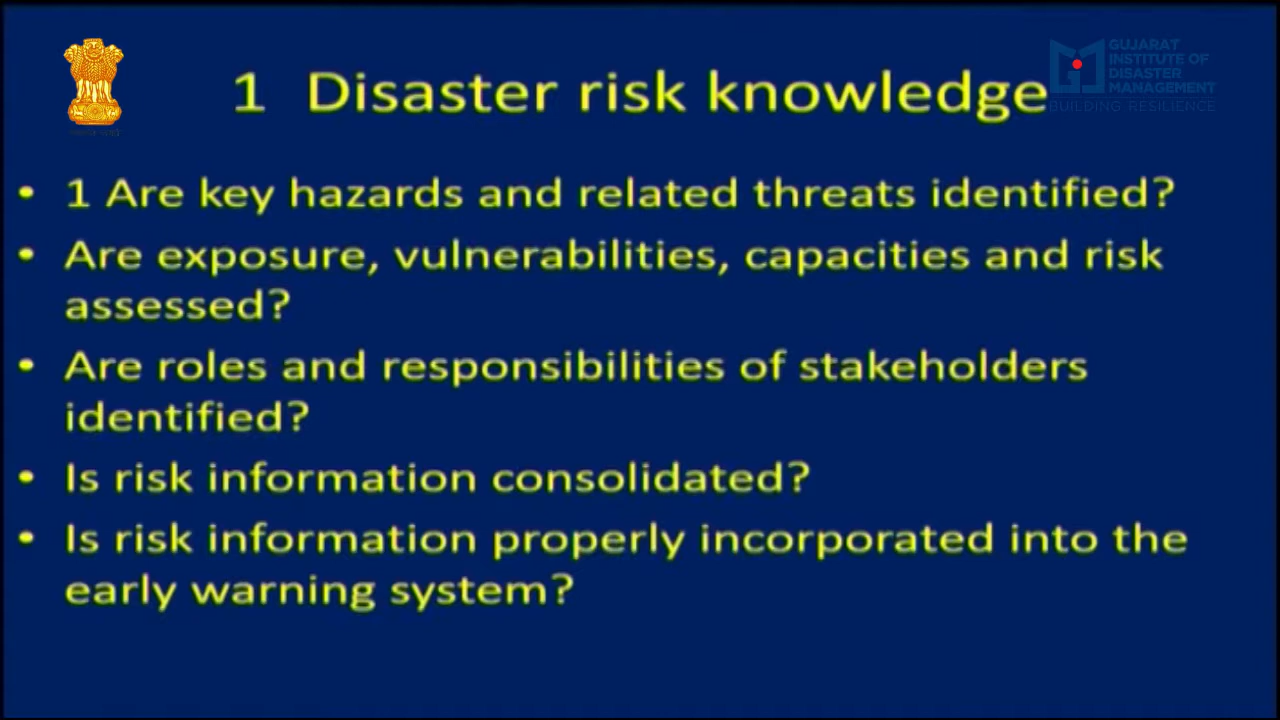 GUJARAT
INSTITUTE OF
DISASTER
MANAGEMENT
BUILDING RESILIENCE
1 Disaster risk knowledge
• 1 Are key hazards and related threats identified?
• Are exposure, vulnerabilities, capacities and risk
assessed?
• Are roles and responsibilities of stakeholders
identified?
• Is risk information consolidated?
• Is risk information properly incorporated into the
early warning system?